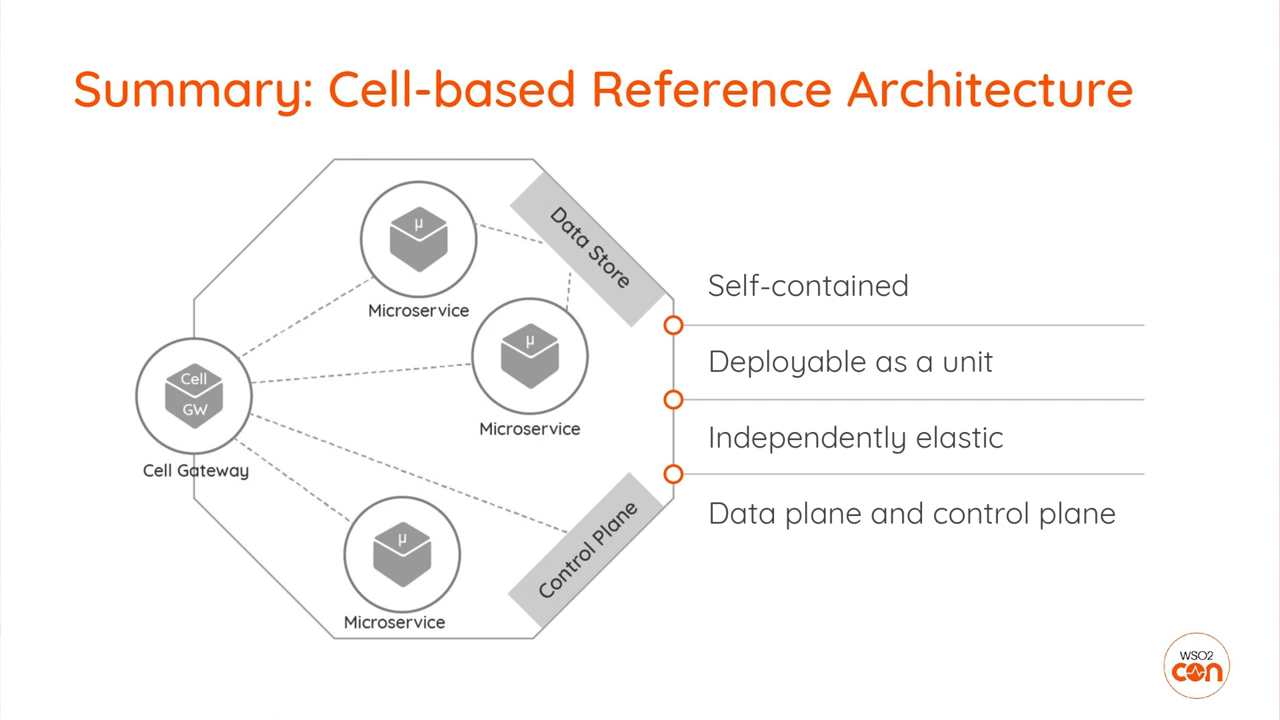 Summary: Cell-based Reference Architecture
µ
Microservice
Data Store
µ
Microservice
Cell
GW
Cell Gateway
µ
Microservice
Control Plane
Self-contained
Deployable as a unit
Independently elastic
Data plane and control plane
WSO2
con